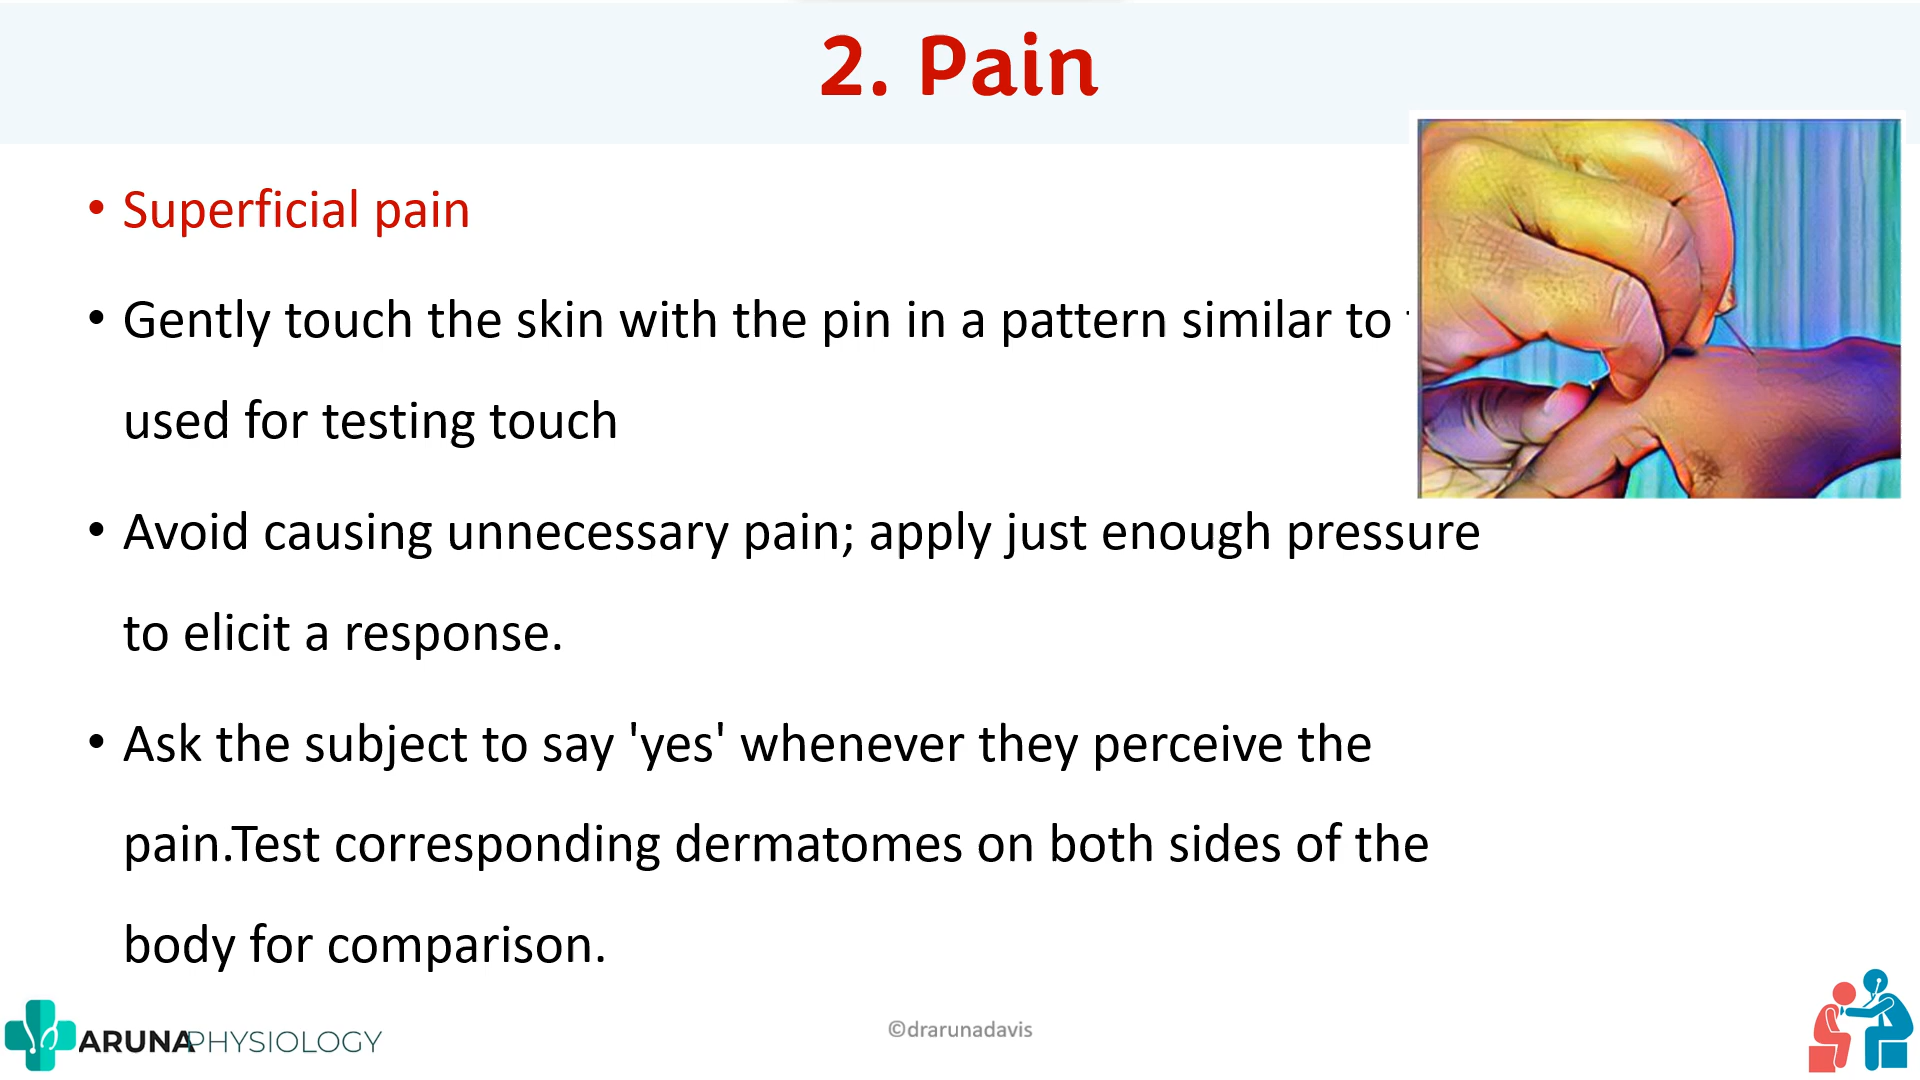 2. Pain
• Superficial pain
• Gently touch the skin with the pin in a pattern similar to
used for testing touch
• Avoid causing unnecessary pain; apply just enough pressure
to elicit a response.
• Ask the subject to say 'yes' whenever they perceive the
pain.Test corresponding dermatomes on both sides of the
body for comparison.
ARUNAPHYSIOLOGY
©drarunadavis